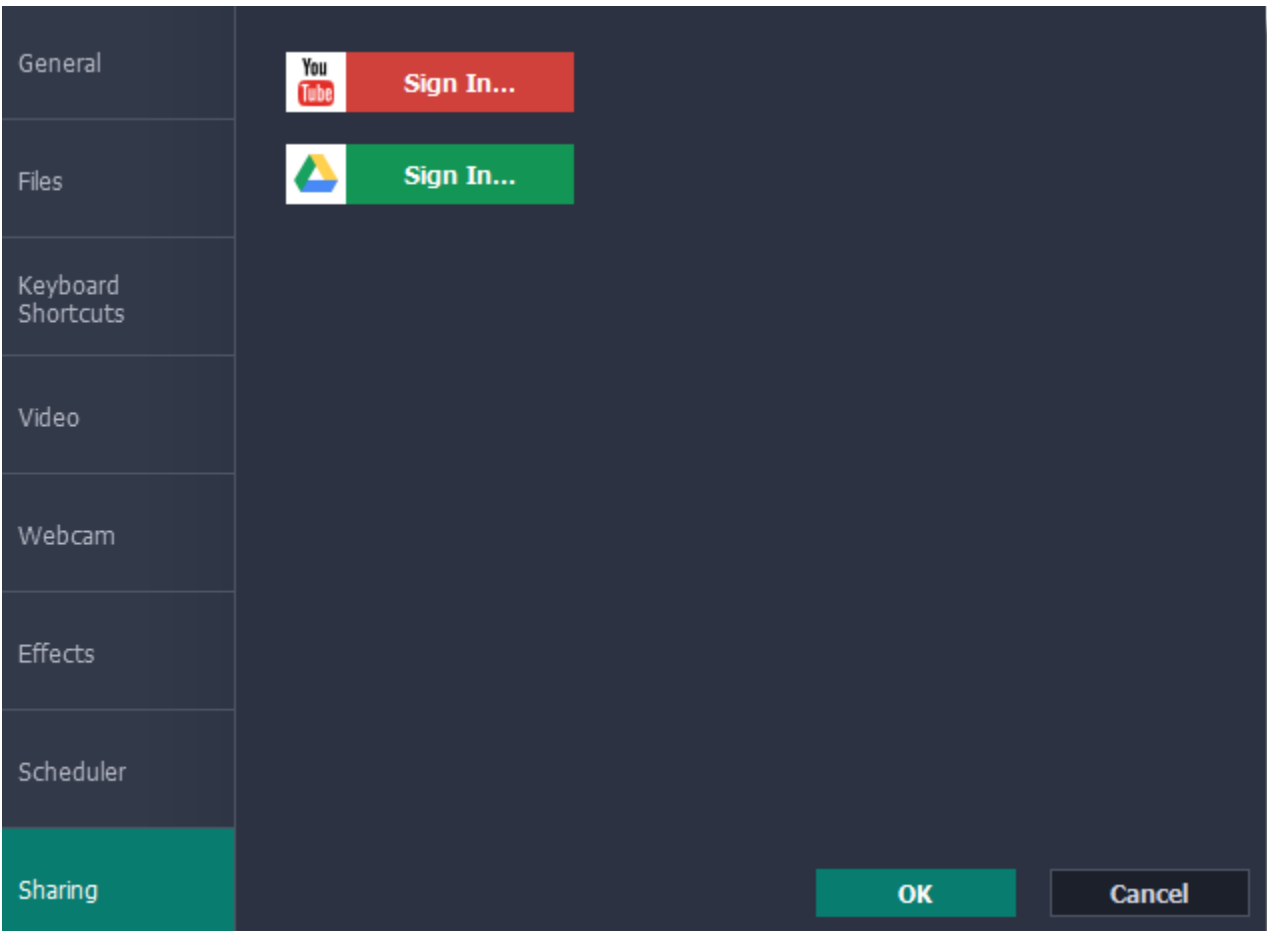 General
Files
Keyboard
Shortcuts
Video
Webcam
Effects
Scheduler
Sharing
You
Tube
Sign In...
Sign In...
OK
Cancel